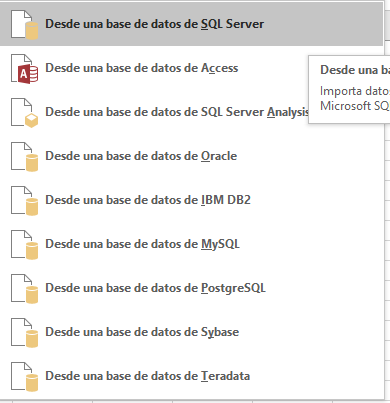 Desde una base de datos de SQL Server
Desde una base de datos de Access
Desde una ba
Importa dato
Microsoft SQ
Desde una base de datos de SQL Server Analysis
Desde una base de datos de Oracle
Desde una base de datos de IBM DB2
Desde una base de datos de MySQL
Desde una base de datos de PostgreSQL
Desde una base de datos de Sybase
Desde una base de datos de Teradata